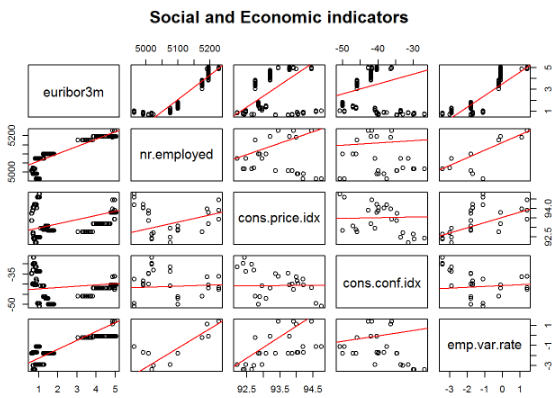 Social and Economic indicators
5000 5100 5200
-50 -40 -30
euribor3m
1 3 5
5000 5200
nr.employed
cons.price.idx
92.5 94.0
-50 -35
cons.conf.idx
emp.var.rate
-3 -1 1
1 2 3 4 5
92.5 93.5 94.5
-3 -2 -1 0 1